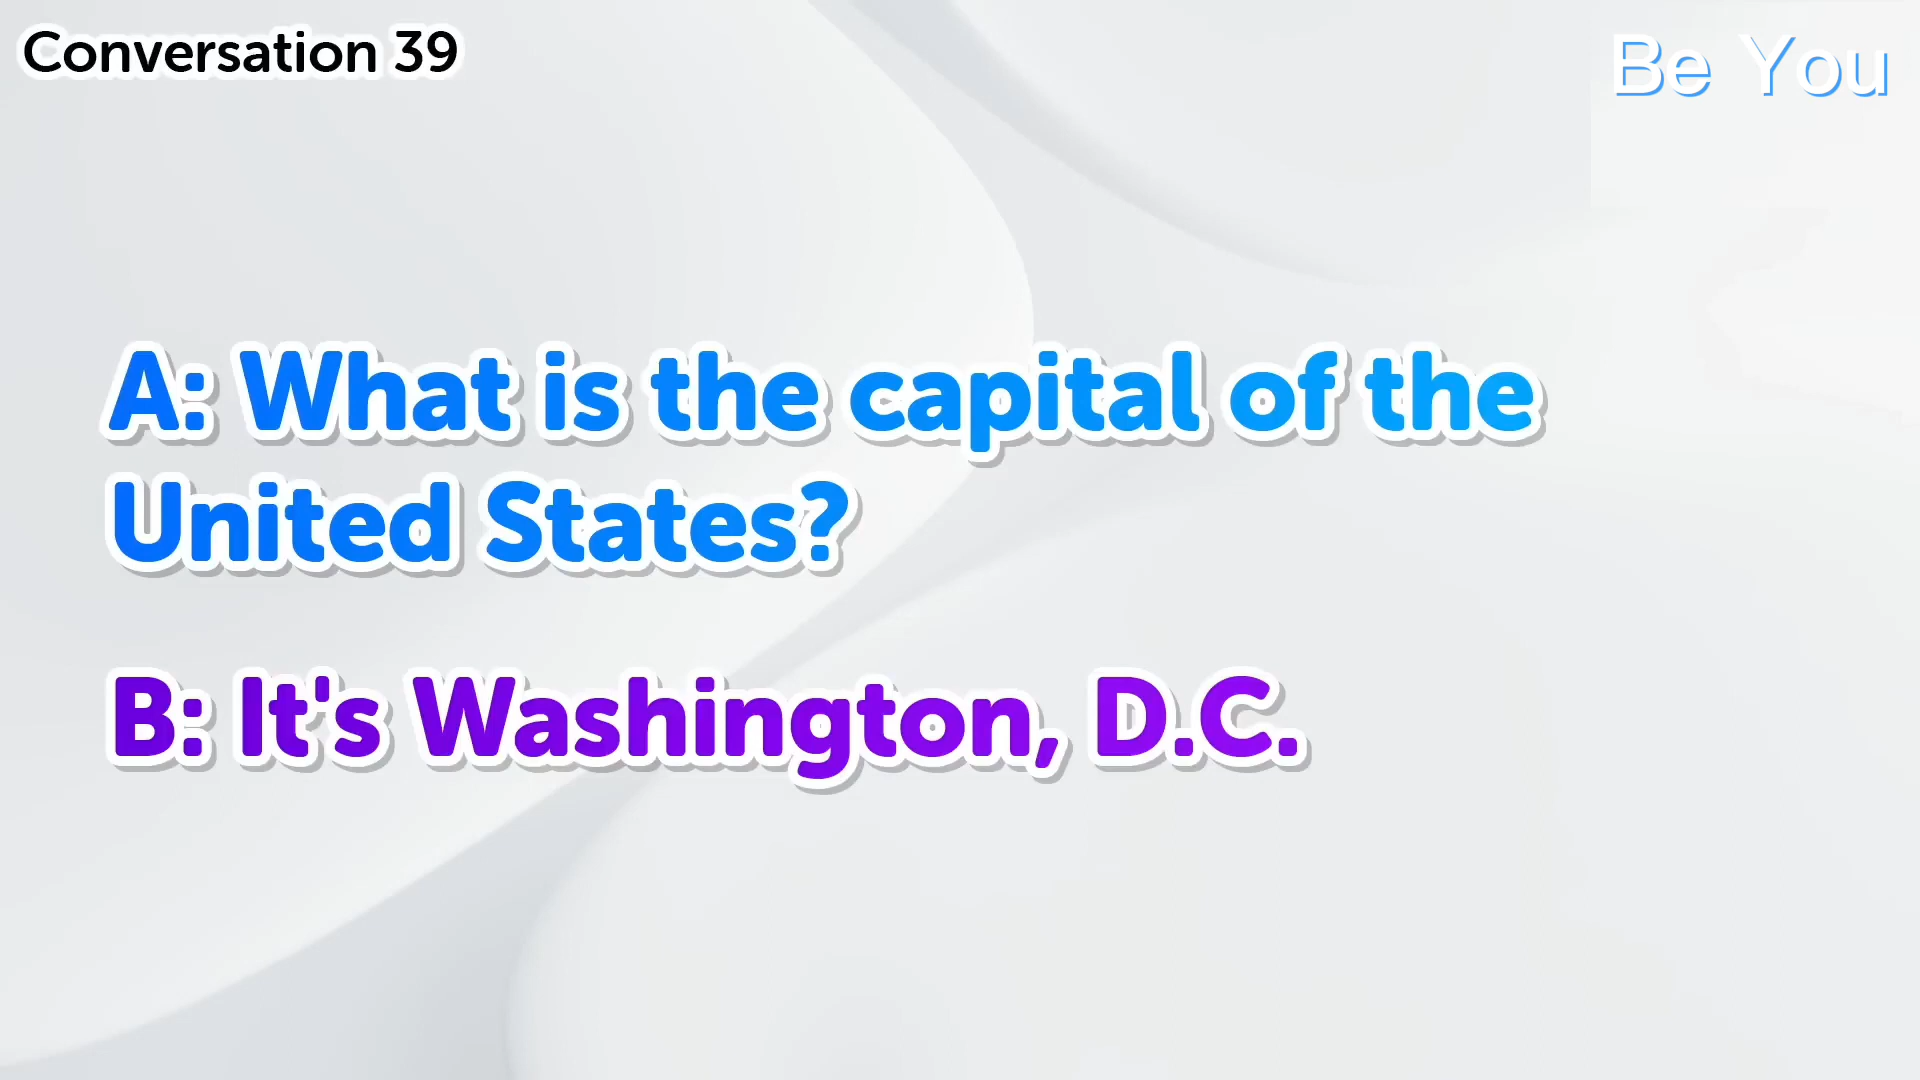 Conversation 39
Be You
A: What is the capital of the
United States?
B: It's Washington, D.C.